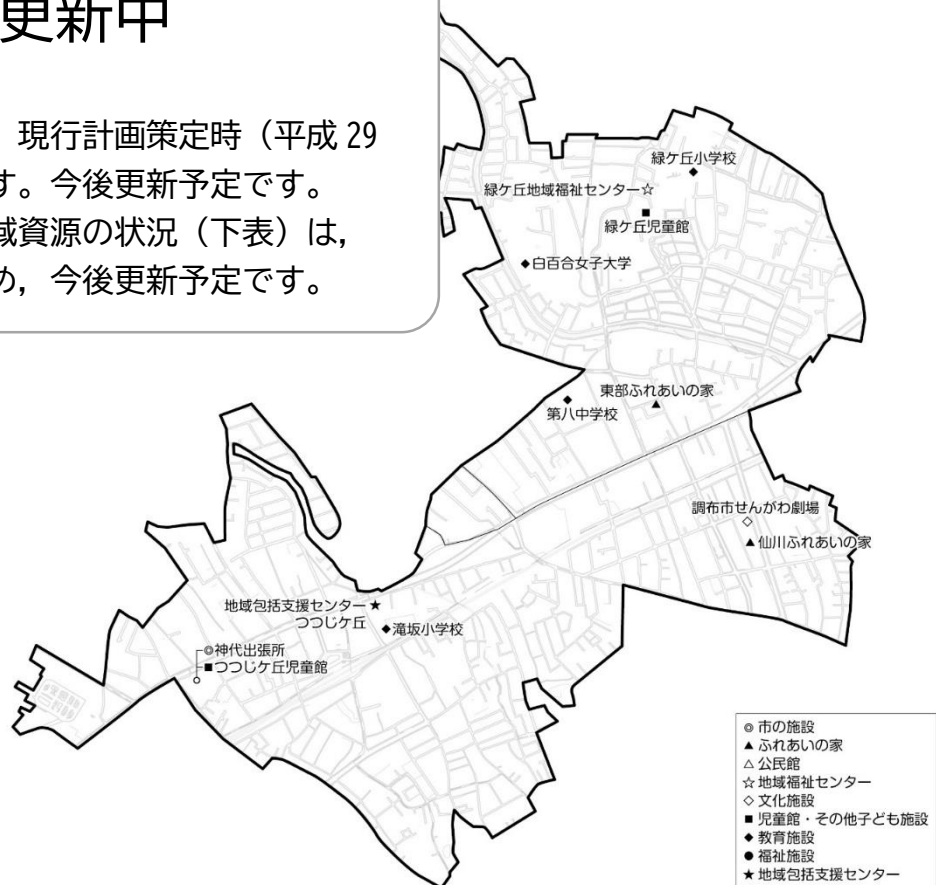 更新中
現行計画策定時（平成 29
す。今後更新予定です。
域資源の状況（下表）は，
め，今後更新予定です。
緑ケ丘小学校
◆
緑ケ丘地域福祉センター☆
■
緑ケ丘児童館
◆白百合女子大学
東部ふれあいの家
▲
◆
第八中学校
調布市せんがわ劇場
◇
▲仙川ふれあいの家
地域包括支援センター★
つつじケ丘
◆滝坂小学校
◎神代出張所
■つつじケ丘児童館
◎ 市の施設
▲ ふれあいの家
△ 公民館
☆ 地域福祉センター
◇ 文化施設
■ 児童館・その他子ども施設
◆ 教育施設
● 福祉施設
★ 地域包括支援センター